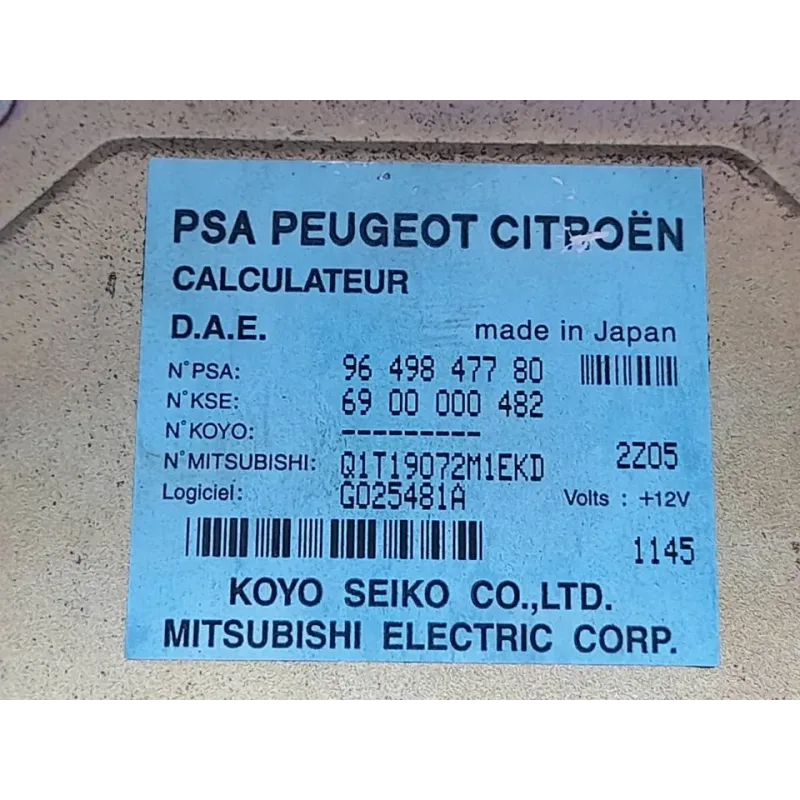 PSA PEUGEOT CITROËN
CALCULATEUR
D.A.E. made in Japan
N°PSA: 96 498 477 80
N°KSE: 69 00 000 482
N°KOYO: ----------
N°MITSUBISHI: Q1T19072M1EKD 2Z05
Logiciel: G025481A Volts : +12V
1145
KOYO SEIKO CO.,LTD.
MITSUBISHI ELECTRIC CORP.